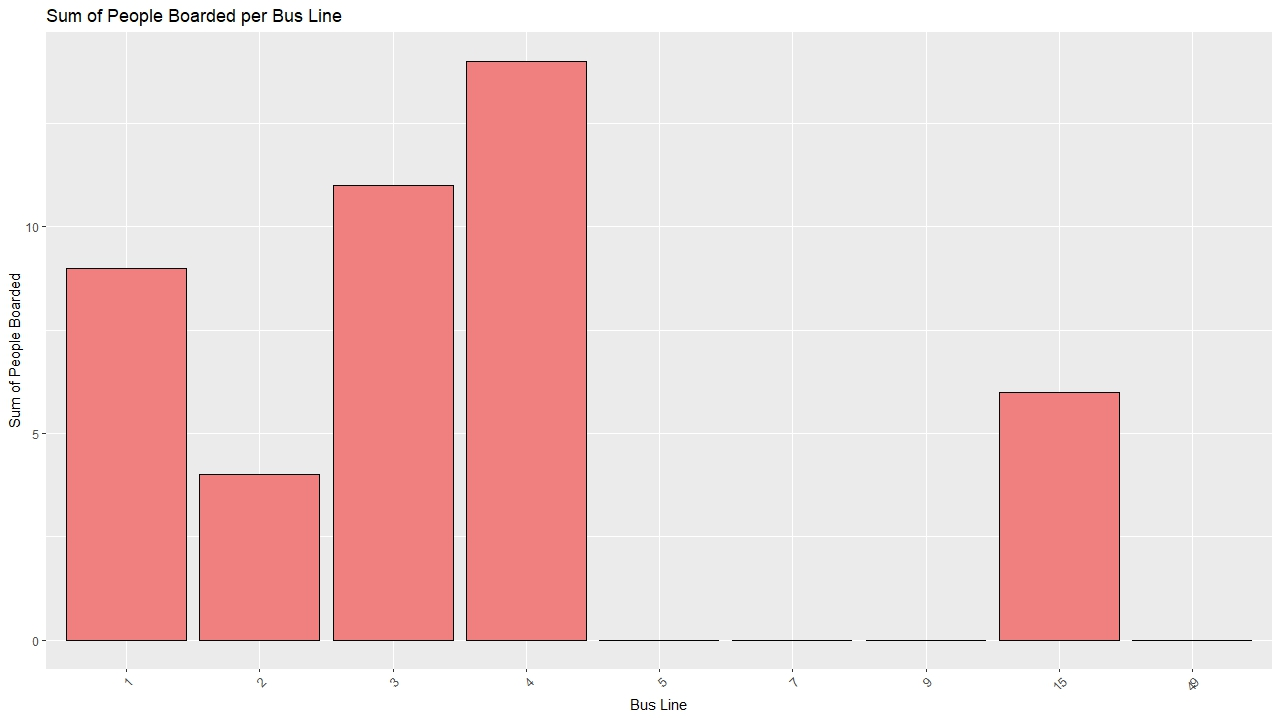 Sum of People Boarded per Bus Line
Sum of People Boarded
10
5
0
1 2 3 4 5 7 9 15 49
Bus Line